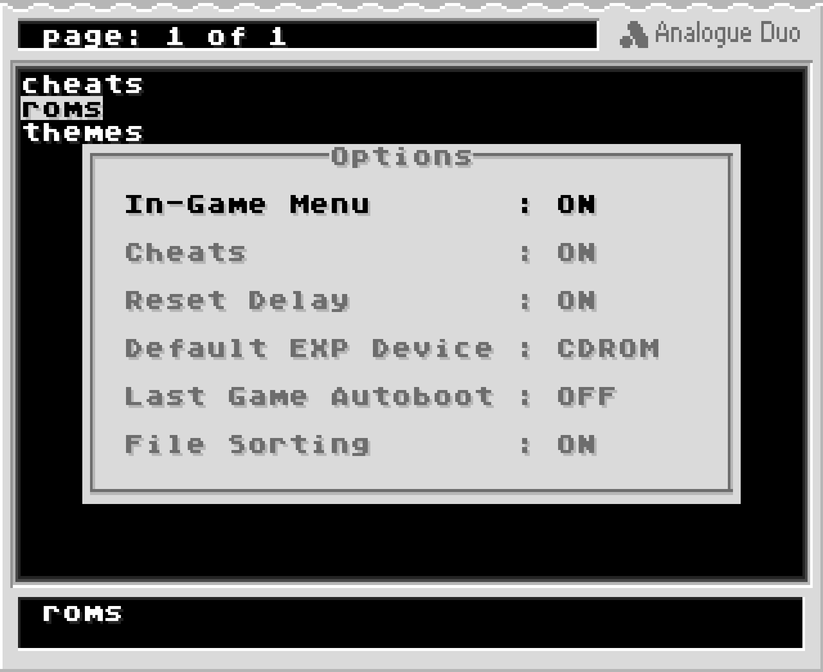 page: 1 of 1
Analogue Duo
cheats
roms
themes
Options
In-Game Menu : ON
Cheats : ON
Reset Delay : ON
Default EXP Device : CDROM
Last Game Autoboot : OFF
File Sorting : ON
roms